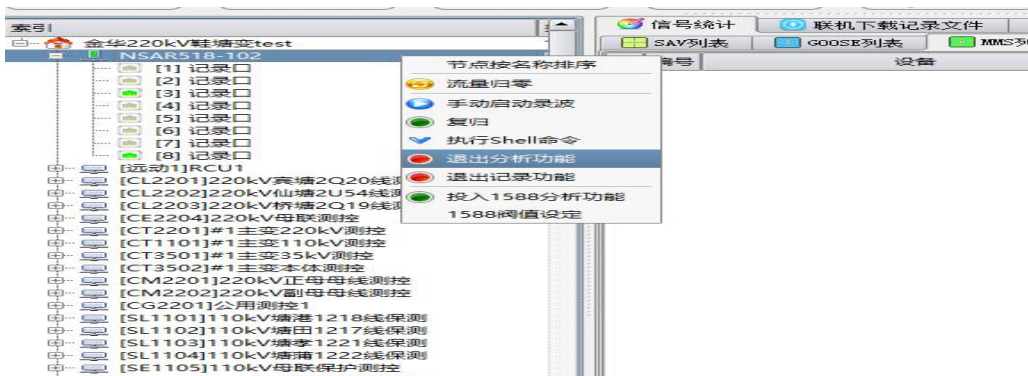 索引
金华220kV鞋塘变test
NSAR518-102
[1] 记录口
[2] 记录口
[3] 记录口
[4] 记录口
[5] 记录口
[6] 记录口
[7] 记录口
[8] 记录口
[远动1]RCU1
[CL2201]220kV宾塘2Q20线测
[CL2202]220kV仙塘2U54线测
[CL2203]220kV桥塘2Q19线测
[CE2204]220kV母联测控
[CT2201]#1主变220kV测控
[CT1101]#1主变110kV测控
[CT3501]#1主变35kV测控
[CT3502]#1主变本体测控
[CM2201]220kV正母母线测控
[CM2202]220kV副母母线测控
[CG2201]公用测控1
[SL1101]110kV塘港1218线保测
[SL1102]110kV塘田1217线保测
[SL1103]110kV塘孝1221线保测
[SL1104]110kV塘蒲1222线保测
[SE1105]110kV母联保护测控
节点按名称排序
流量归零
手动启动录波
复归
执行Shell命令
退出分析功能
退出记录功能
投入1588分析功能
1588阀值设定
信号统计
联机下载记录文件
SAV列表
GOOSE列表
MMS列
编号
设备